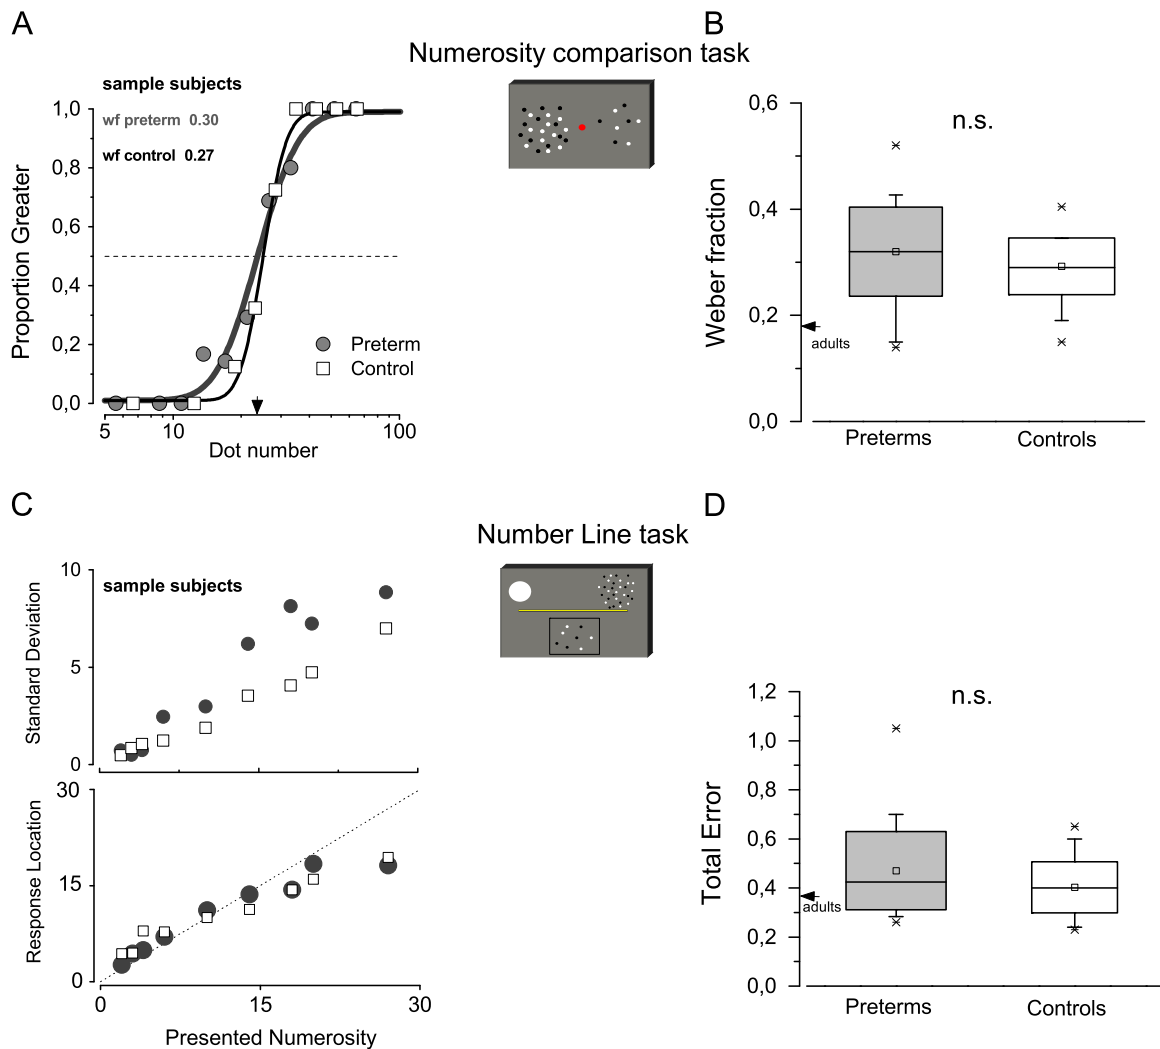 A
B
Numerosity comparison task
sample subjects
wf preterm 0.30
wf control 0.27
1,0
0,8
0,6
0,4
0,2
0,0
Proportion Greater
Preterm
Control
5
10
100
Dot number
n.s.
0,6
0,4
0,2
0,0
Weber fraction
adults
Preterms
Controls
C
D
Number Line task
sample subjects
10
5
0
Standard Deviation
30
15
0
Response Location
0
15
30
Presented Numerosity
n.s.
1,2
1,0
0,8
0,6
0,4
0,2
0,0
Total Error
adults
Preterms
Controls